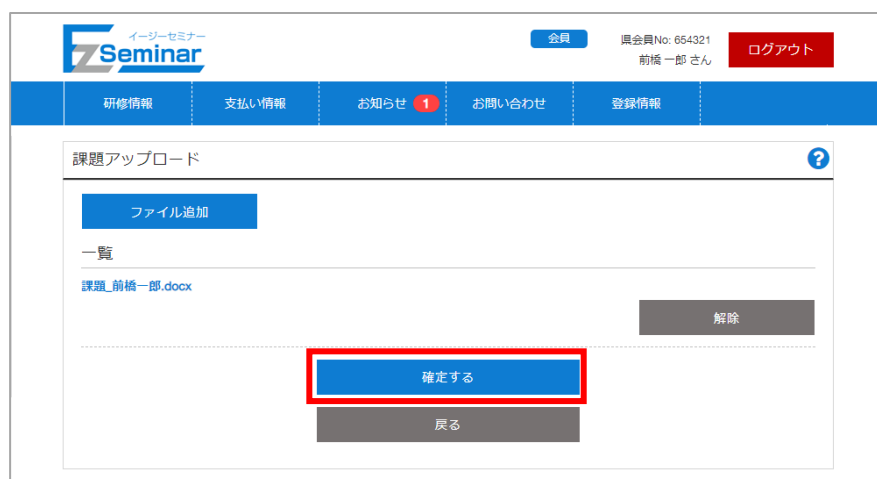 イージーセミナー
EZ Seminar
会員
県会員No: 654321
前橋 一郎 さん
ログアウト
研修情報 支払い情報 お知らせ 1 お問い合わせ 登録情報
課題アップロード ?
ファイル追加
一覧
課題_前橋一郎.docx
解除
確定する
戻る